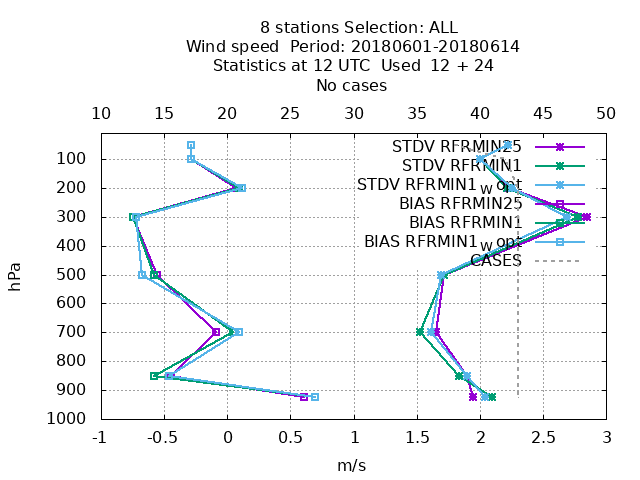 8 stations Selection: ALL
Wind speed  Period: 20180601-20180614
Statistics at 12 UTC  Used  12 + 24
No cases
10 15 20 25 30 35 40 45 50
STDV RFRMIN25
STDV RFRMIN1
STDV RFRMIN1w opt
BIAS RFRMIN25
BIAS RFRMIN1
BIAS RFRMIN1w opt
CASES
100
200
300
400
500
600
700
800
900
1000
hPa
-1 -0.5 0 0.5 1 1.5 2 2.5 3
m/s